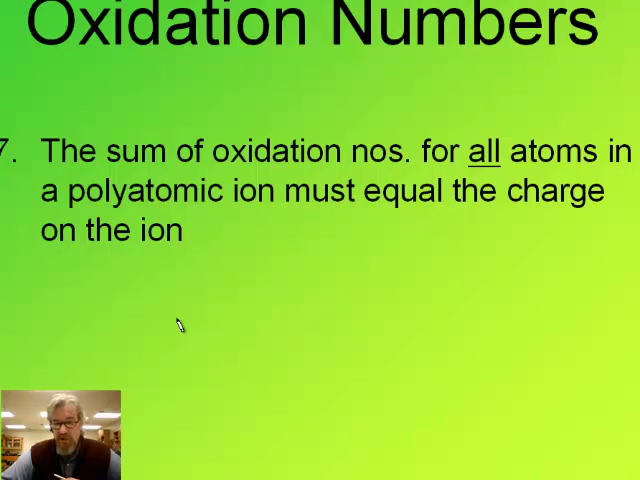 Oxidation Numbers
7. The sum of oxidation nos. for all atoms in
a polyatomic ion must equal the charge
on the ion